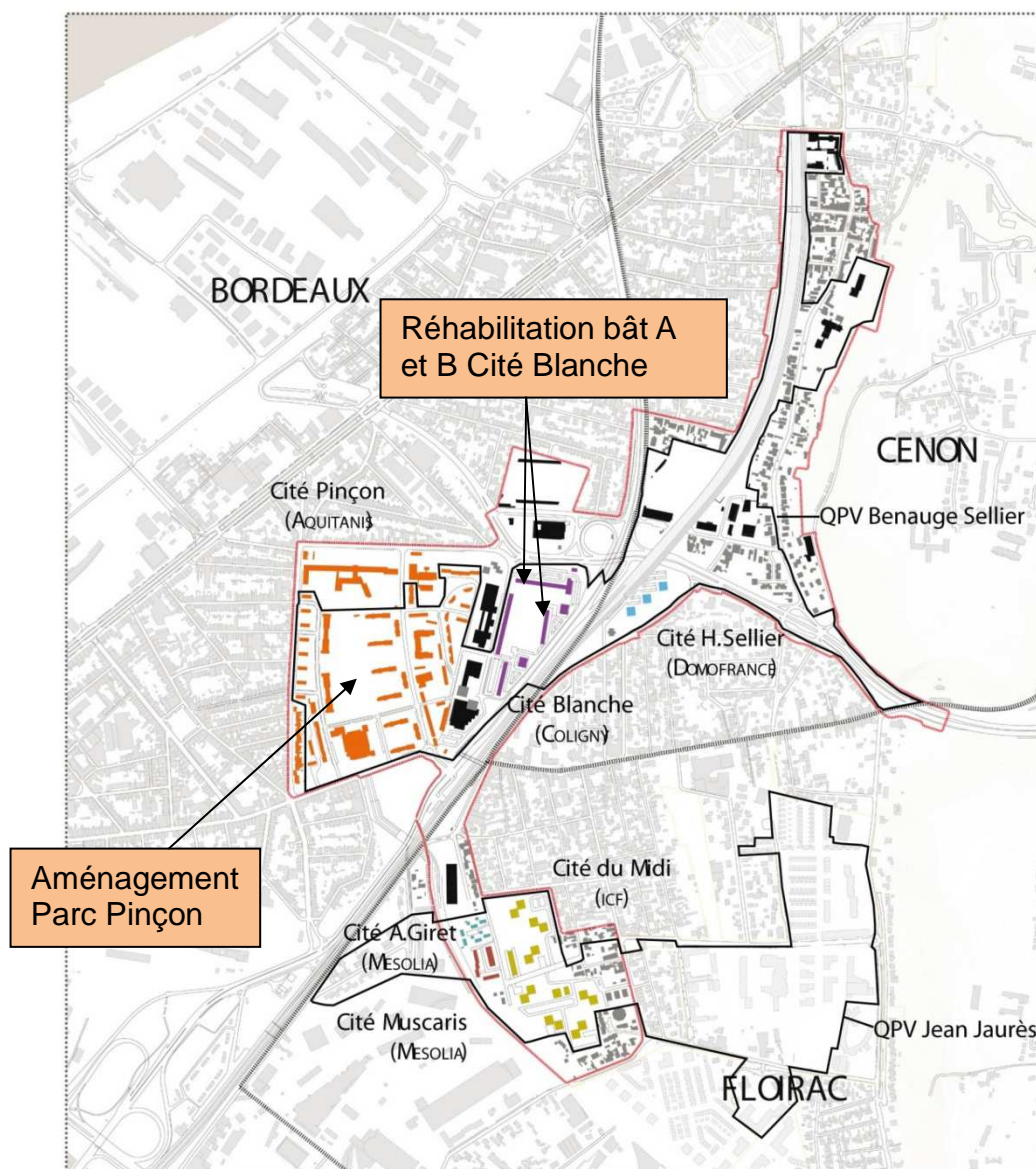 BORDEAUX
Réhabilitation bât A
et B Cité Blanche
CENON
Cité Pinçon
(AQUITANIS)
QPV Benauge Sellier
Cité H.Sellier
(DOMOFRANCE)
Cité Blanche
(COLIGNY)
Aménagement
Parc Pinçon
Cité du Midi
(ICF)
Cité A.Giret
(MESOLIA)
Cité Muscaris
(MESOLIA)
QPV Jean Jaurès
FLOIRAC